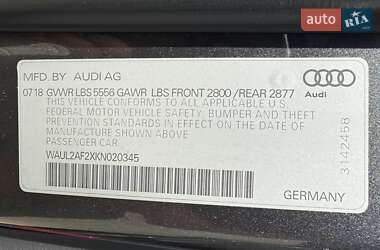 auto RIA.com
MFD. BY AUDI AG
Audi
0718 GWWR LBS 5556 GAWR LBS FRONT 2800 /REAR 2877
THIS VEHICLE CONFORMS TO ALL APPLICABLE U.S.
FEDERAL MOTOR VEHICLE SAFETY, BUMPER AND THEFT
PREVENTION STANDARDS IN EFFECT ON THE DATE OF
MANUFACTURE SHOWN ABOVE.
PASSENGER CAR
WAUL2AF2XKN020345
3142458